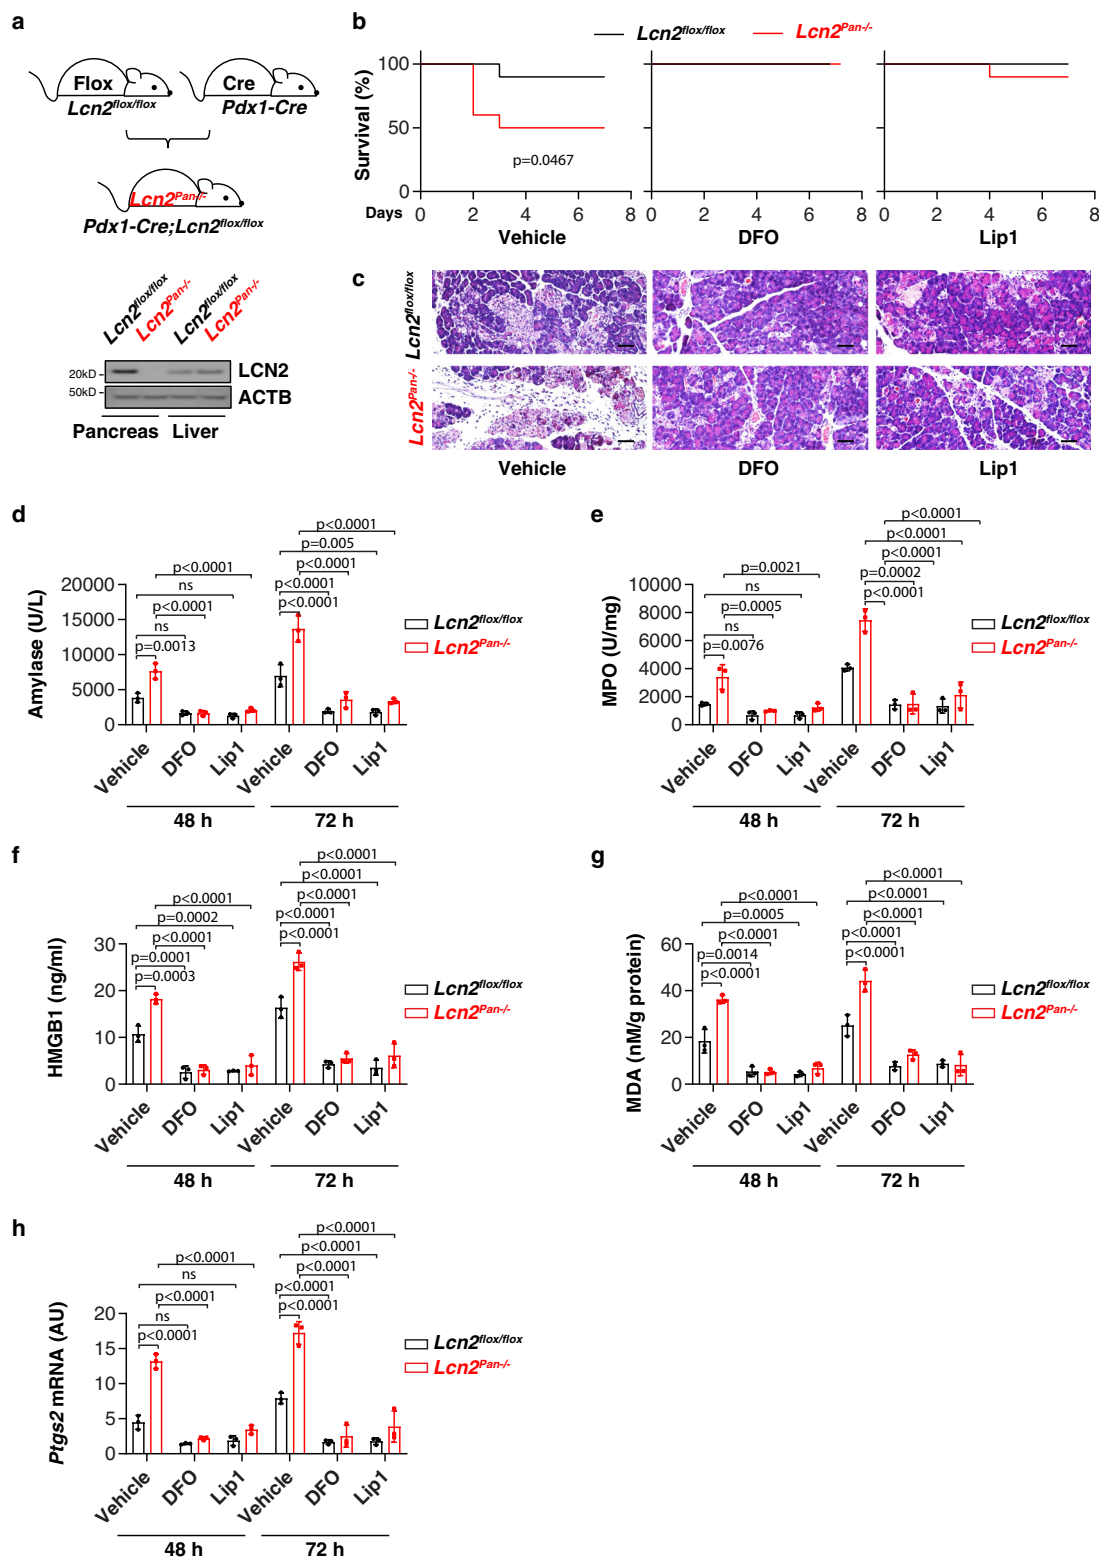 a
Flox
Lcn2flox/flox
Cre
Pdx1-Cre
Lcn2Pan-/-
Pdx1-Cre;Lcn2flox/flox
Lcn2flox/flox
Lcn2Pan-/-
Lcn2flox/flox
Lcn2Pan-/-
20kD
LCN2
50kD
ACTB
Pancreas Liver
b
Lcn2flox/flox
Lcn2Pan-/-
Survival (%)
100
50
0
p=0.0467
Days
0 2 4 6 8
0 2 4 6 8
0 2 4 6 8
Vehicle DFO Lip1
c
Lcn2flox/flox
Lcn2Pan-/-
Vehicle DFO Lip1
d
p<0.0001
p=0.005
p<0.0001
p<0.0001
p<0.0001
p<0.0001
ns
p<0.0001
ns
p=0.0013
Amylase (U/L)
20000
15000
10000
5000
0
Lcn2flox/flox
Lcn2Pan-/-
Vehicle DFO Lip1 Vehicle DFO Lip1
48 h 72 h
e
p<0.0001
p<0.0001
p<0.0001
p=0.0002
p<0.0001
p=0.0021
ns
p=0.0005
ns
p=0.0076
MPO (U/mg)
10000
8000
6000
4000
2000
0
Lcn2flox/flox
Lcn2Pan-/-
Vehicle DFO Lip1 Vehicle DFO Lip1
48 h 72 h
f
p<0.0001
p<0.0001
p<0.0001
p<0.0001
p<0.0001
p<0.0001
p=0.0002
p<0.0001
p=0.0001
p=0.0003
HMGB1 (ng/ml)
30
20
10
0
Lcn2flox/flox
Lcn2Pan-/-
Vehicle DFO Lip1 Vehicle DFO Lip1
48 h 72 h
g
p<0.0001
p<0.0001
p<0.0001
p<0.0001
p<0.0001
p<0.0001
p=0.0005
p<0.0001
p=0.0014
p<0.0001
MDA (nM/g protein)
60
40
20
0
Lcn2flox/flox
Lcn2Pan-/-
Vehicle DFO Lip1 Vehicle DFO Lip1
48 h 72 h
h
p<0.0001
p<0.0001
p<0.0001
p<0.0001
p<0.0001
p<0.0001
ns
p<0.0001
ns
p<0.0001
Ptgs2 mRNA (AU)
20
15
10
5
0
Lcn2flox/flox
Lcn2Pan-/-
Vehicle DFO Lip1 Vehicle DFO Lip1
48 h 72 h